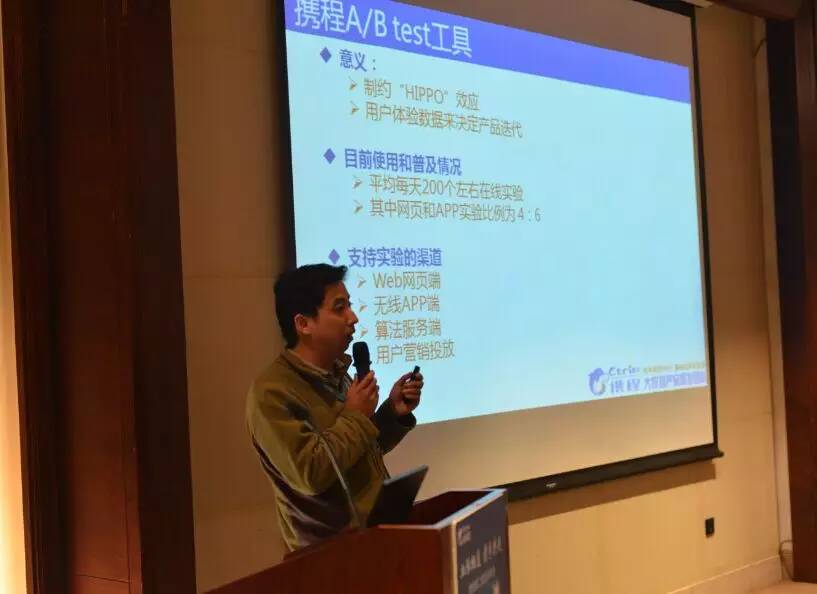 携程A/B test工具
意义：
制约“HIPPO”效应
用户体验数据来决定产品迭代
目前使用和普及情况
平均每天200个左右在线实验
其中网页和APP实验比例为 4：6
支持实验的渠道
Web网页端
无线APP端
算法服务端
用户营销投放
Ctrip
携程